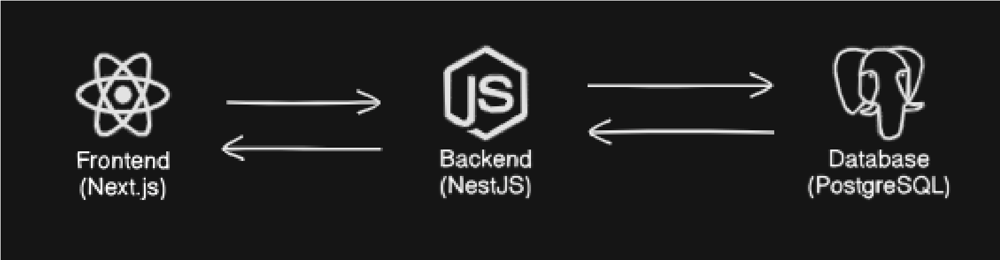 JS
Frontend
(Next.js)
Backend
(NestJS)
Database
(PostgreSQL)